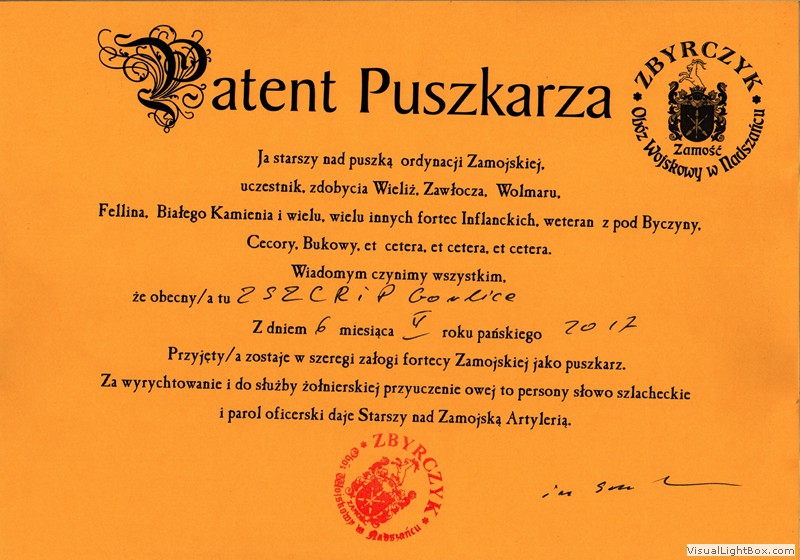 Patent Puszkarza
ZBYRCZYK
Zamość
Obóz Wojskowy w Nadszańcu
Ja starszy nad puszką ordynacji Zamojskiej,
uczestnik, zdobycia Wieliż, Zawłocza, Wolmaru,
Fellina, Białego Kamienia i wielu, wielu innych fortec Inflanckich, weteran z pod Byczyny,
Cecory, Bukowy, et cetera, et cetera, et cetera.
Wiadomym czynimy wszystkim,
że obecny/a tu ZSZCRiP Gorlice
Z dniem 6 miesiąca V roku pańskiego 2017
Przyjęty/a zostaje w szeregi załogi fortecy Zamojskiej jako puszkarz.
Za wyrychtowanie i do służby żołnierskiej przyuczenie owej to persony słowo szlacheckie
i parol oficerski daje Starszy nad Zamojską Artylerią.
ZBYRCZYK
Zamość
Obóz Wojskowy w Nadszańcu
VisualLightBox.com